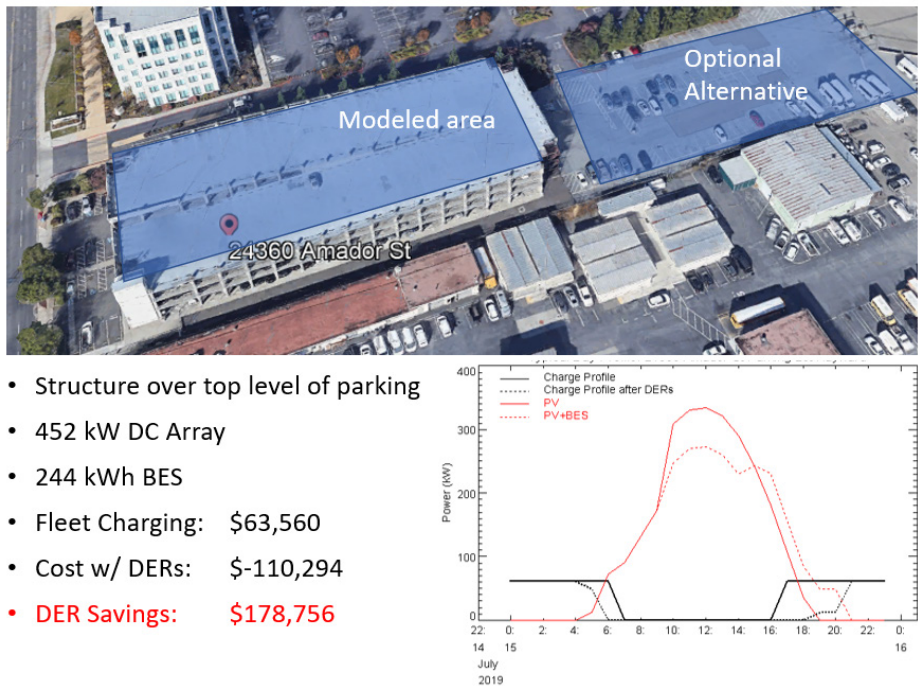 Optional
Alternative
Modeled area
24360 Amador St
• Structure over top level of parking
• 452 kW DC Array
• 244 kWh BES
• Fleet Charging: $63,560
• Cost w/ DERs: $-110,294
• DER Savings: $178,756
Charge Profile
Charge Profile after DERs
PV
PV+BES
Power (kW)
400
300
200
100
0
22: 0: 2: 4: 6: 8: 10: 12: 14: 16: 18: 20: 22: 0:
14 15 16
July
2019